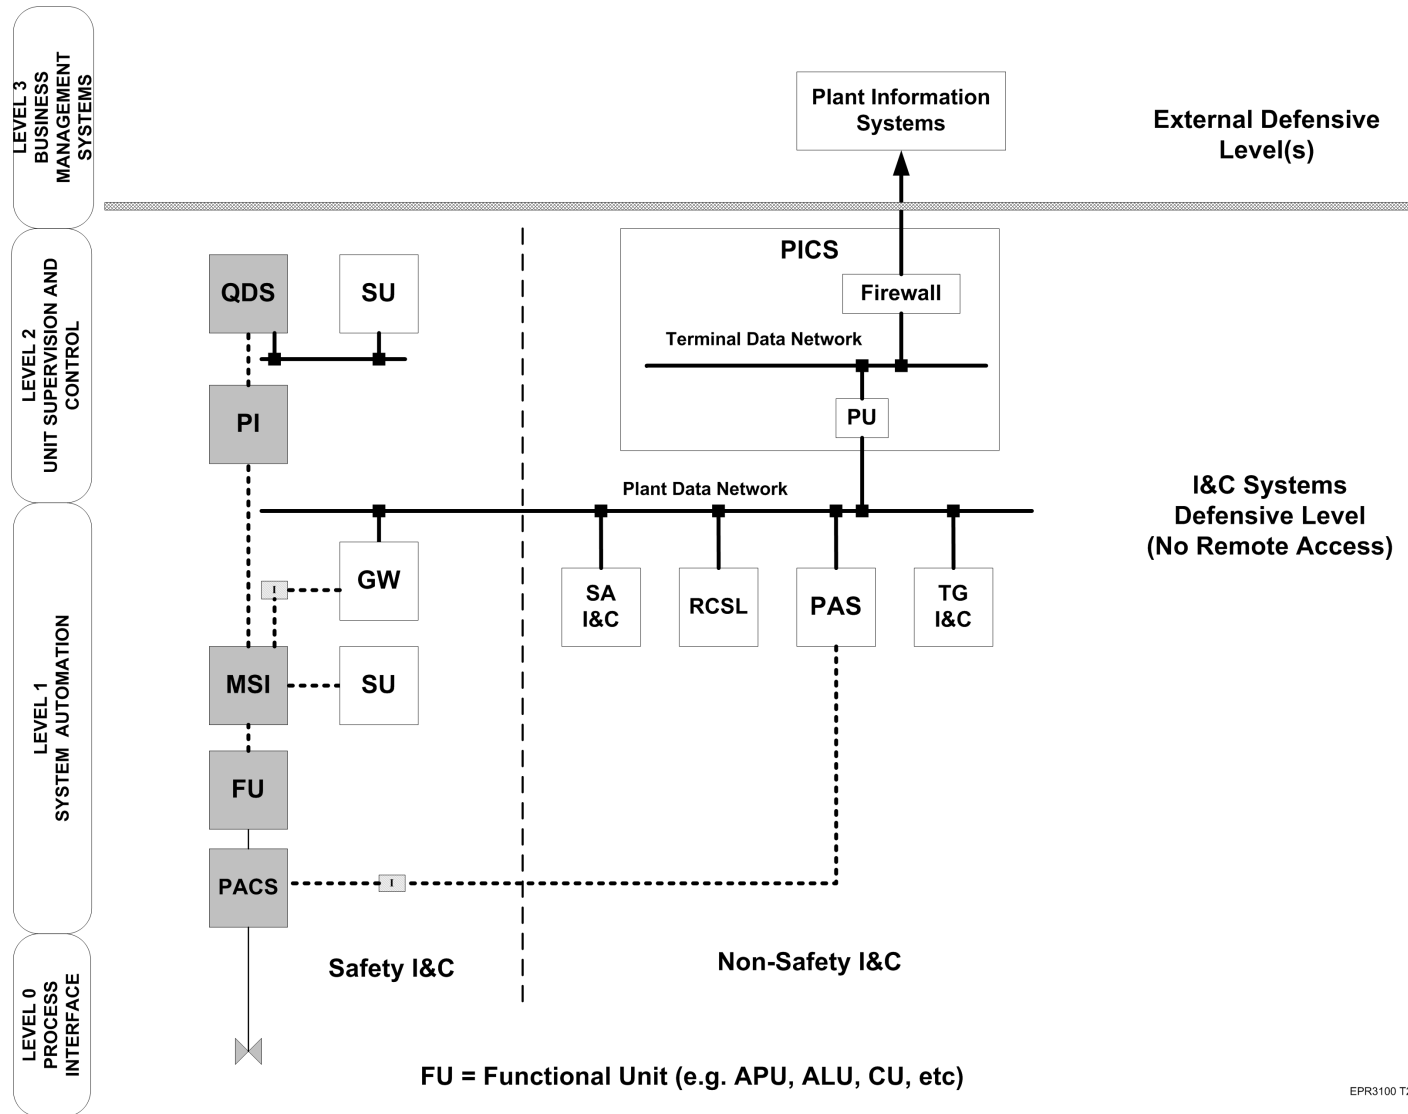 LEVEL 3
BUSINESS
MANAGEMENT
SYSTEMS
Plant Information
Systems
External Defensive
Level(s)
LEVEL 2
UNIT SUPERVISION AND
CONTROL
QDS
SU
PICS
Firewall
Terminal Data Network
PI
PU
Plant Data Network
I&C Systems
Defensive Level
(No Remote Access)
LEVEL 1
SYSTEM AUTOMATION
GW
I
SA
I&C
RCSL
PAS
TG
I&C
MSI
SU
FU
PACS
I
LEVEL 0
PROCESS
INTERFACE
Safety I&C
Non-Safety I&C
FU = Functional Unit (e.g. APU, ALU, CU, etc)
EPR3100 T2